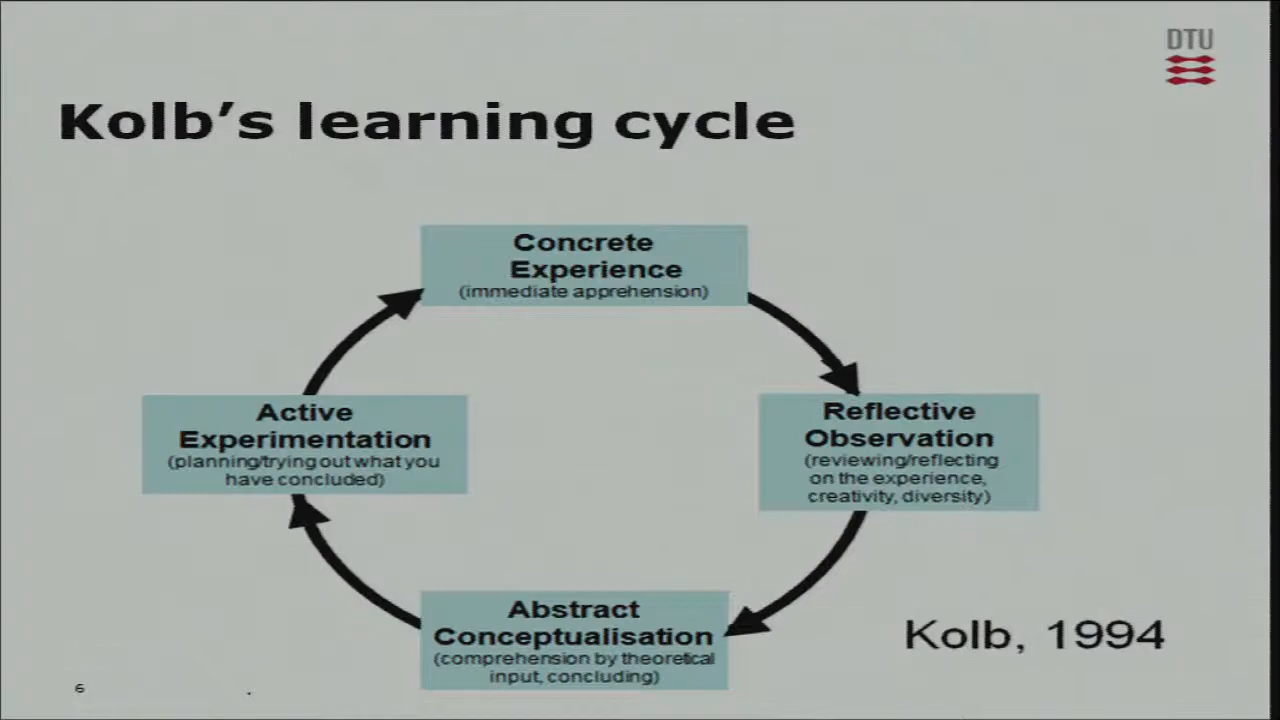 DTU
Kolb's learning cycle
Concrete
Experience
(immediate apprehension)
Active
Experimentation
(planning/trying out what you
have concluded)
Reflective
Observation
(reviewing/reflecting
on the experience,
creativity, diversity)
Abstract
Conceptualisation
(comprehension by theoretical
input, concluding)
Kolb, 1994
6